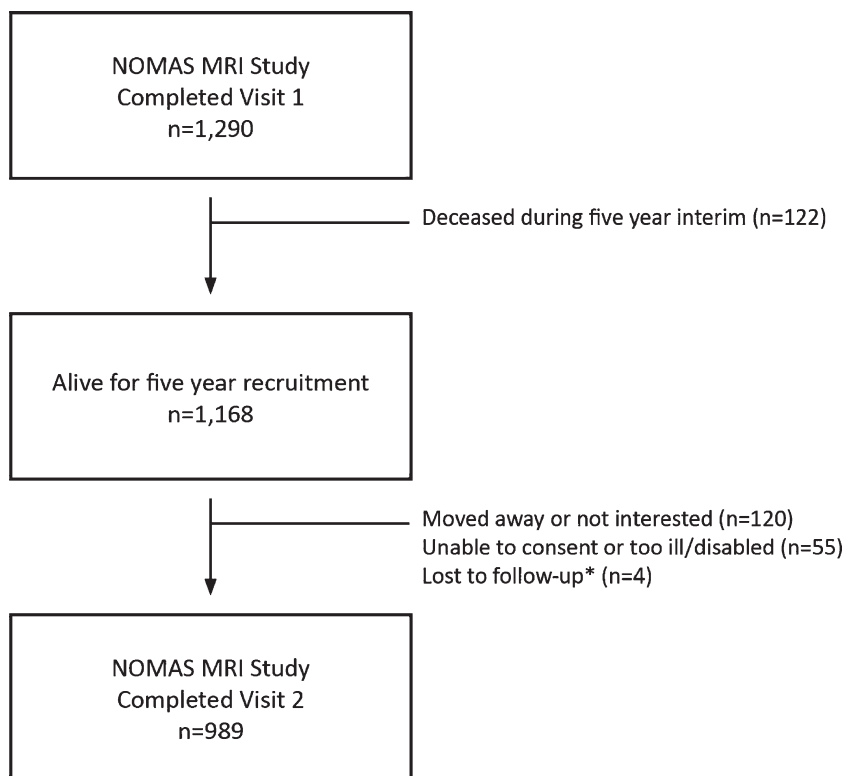 NOMAS MRI Study
Completed Visit 1
n=1,290
Deceased during five year interim (n=122)
Alive for five year recruitment
n=1,168
Moved away or not interested (n=120)
Unable to consent or too ill/disabled (n=55)
Lost to follow-up* (n=4)
NOMAS MRI Study
Completed Visit 2
n=989